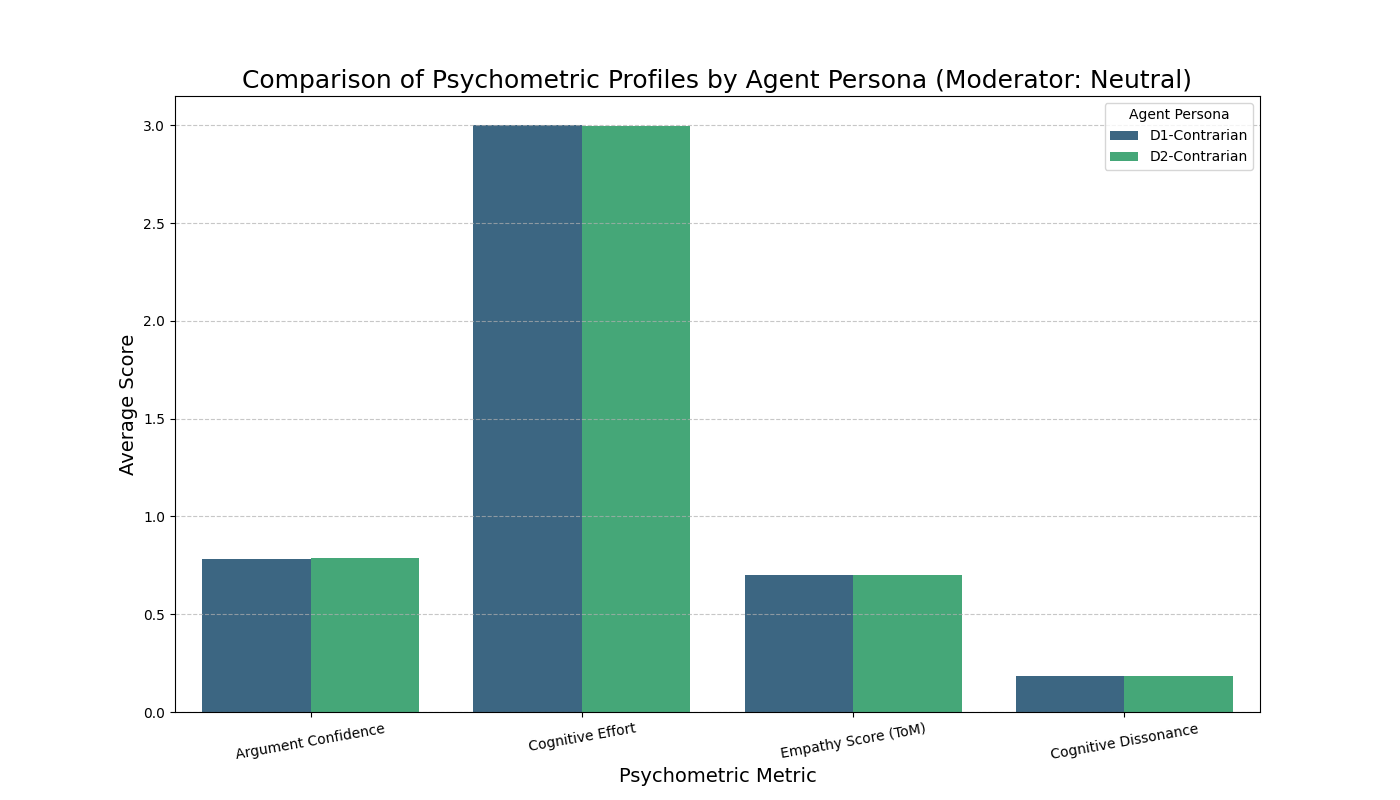 Comparison of Psychometric Profiles by Agent Persona (Moderator: Neutral)
Agent Persona
D1-Contrarian
D2-Contrarian
Average Score
3.0
2.5
2.0
1.5
1.0
0.5
0.0
Argument Confidence
Cognitive Effort
Empathy Score (ToM)
Cognitive Dissonance
Psychometric Metric